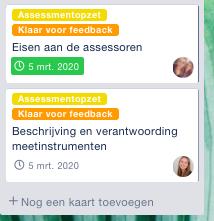 Assessmentopzet
Klaar voor feedback
Eisen aan de assessoren
5 mrt. 2020
Assessmentopzet
Klaar voor feedback
Beschrijving en verantwoording
meetinstrumenten
5 mrt. 2020
+ Nog een kaart toevoegen